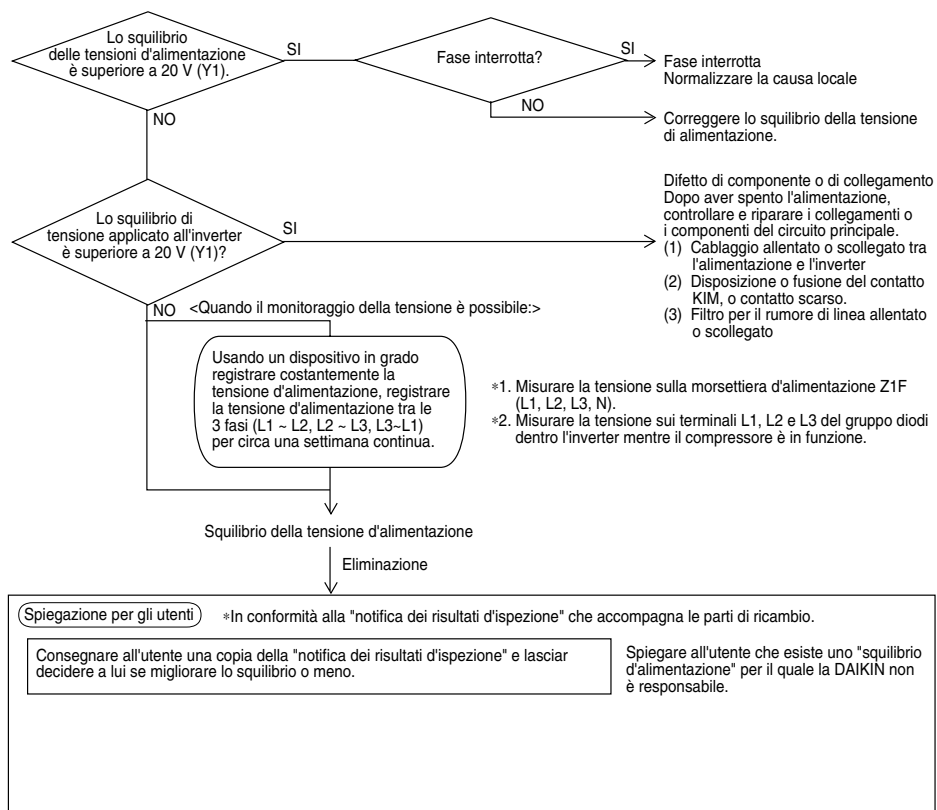 Lo squilibrio
delle tensioni d'alimentazione
è superiore a 20 V (Y1).
SI
Fase interrotta?
SI
Fase interrotta
Normalizzare la causa locale
NO
Correggere lo squilibrio della tensione
di alimentazione.
NO
Lo squilibrio di
tensione applicato all'inverter
è superiore a 20 V (Y1)?
SI
Difetto di componente o di collegamento
Dopo aver spento l'alimentazione,
controllare e riparare i collegamenti o
i componenti del circuito principale.
(1) Cablaggio allentato o scollegato tra
l'alimentazione e l'inverter
(2) Disposizione o fusione del contatto
KIM, o contatto scarso.
(3) Filtro per il rumore di linea allentato
o scollegato
NO
<Quando il monitoraggio della tensione è possibile:>
Usando un dispositivo in grado
registrare costantemente la
tensione d'alimentazione, registrare
la tensione d'alimentazione tra le
3 fasi (L1 ~ L2, L2 ~ L3, L3~L1)
per circa una settimana continua.
*1. Misurare la tensione sulla morsettiera d'alimentazione Z1F
(L1, L2, L3, N).
*2. Misurare la tensione sui terminali L1, L2 e L3 del gruppo diodi
dentro l'inverter mentre il compressore è in funzione.
Squilibrio della tensione d'alimentazione
Eliminazione
Spiegazione per gli utenti
*In conformità alla "notifica dei risultati d'ispezione" che accompagna le parti di ricambio.
Consegnare all'utente una copia della "notifica dei risultati d'ispezione" e lasciar
decidere a lui se migliorare lo squilibrio o meno.
Spiegare all'utente che esiste uno "squilibrio
d'alimentazione" per il quale la DAIKIN non
è responsabile.